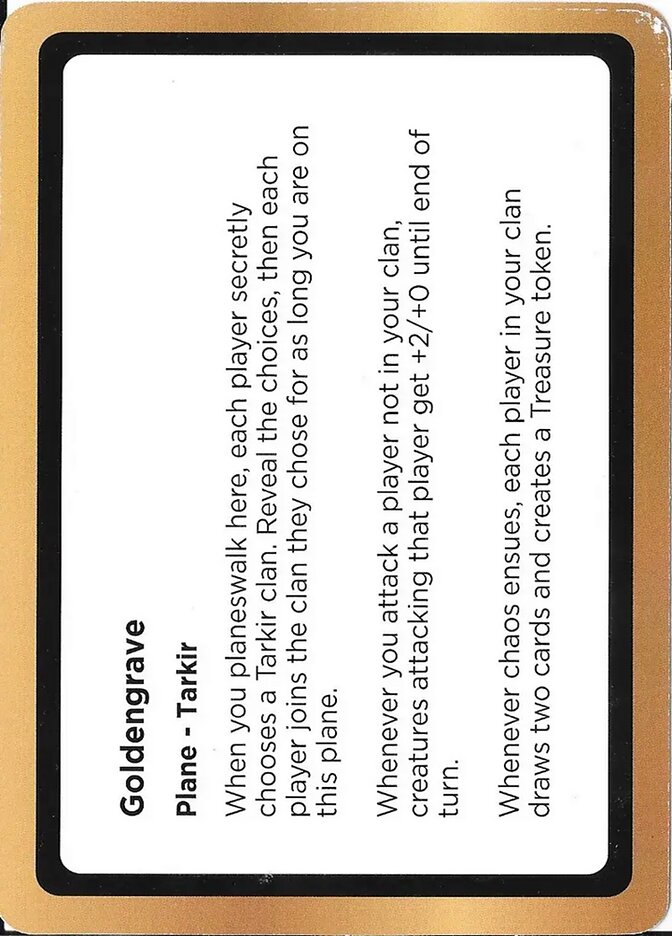 Goldengrave
Plane - Tarkir
When you planeswalk here, each player secretly
chooses a Tarkir clan. Reveal the choices, then each
player joins the clan they chose for as long you are on
this plane.
Whenever you attack a player not in your clan,
creatures attacking that player get +2/+0 until end of
turn.
Whenever chaos ensues, each player in your clan
draws two cards and creates a Treasure token.